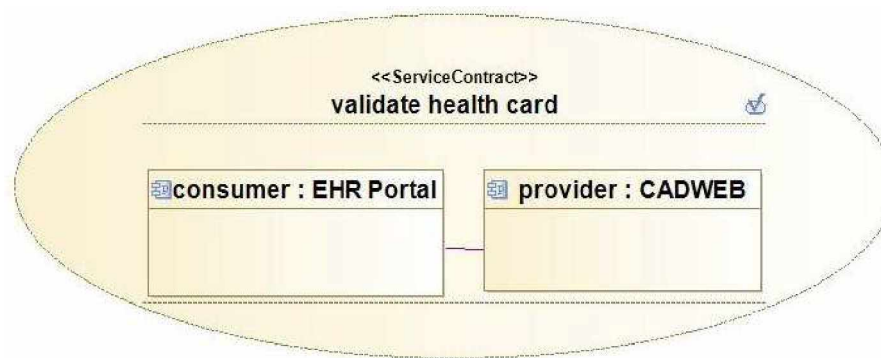 <<ServiceContract>>
validate health card
consumer : EHR Portal
provider : CADWEB